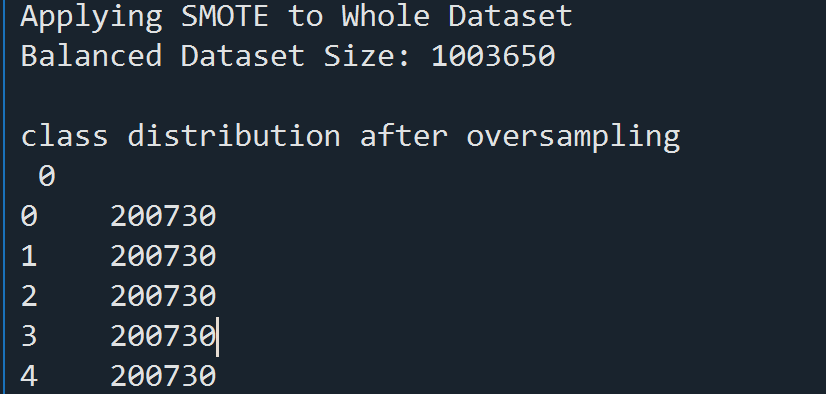 Applying SMOTE to Whole Dataset
Balanced Dataset Size: 1003650
class distribution after oversampling
0
0    200730
1    200730
2    200730
3    200730
4    200730